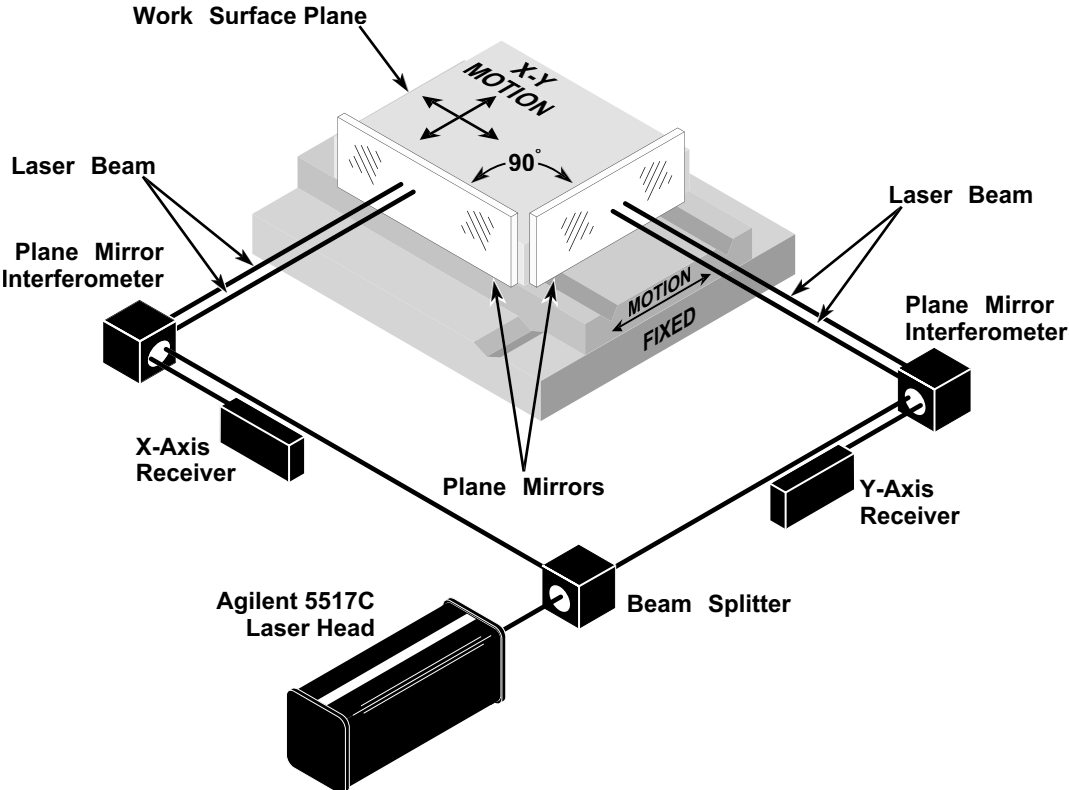 Work Surface Plane
X-Y
MOTION
90°
Laser Beam
Laser Beam
Plane Mirror
Interferometer
MOTION
FIXED
Plane Mirror
Interferometer
X-Axis
Receiver
Plane Mirrors
Y-Axis
Receiver
Agilent 5517C
Laser Head
Beam Splitter